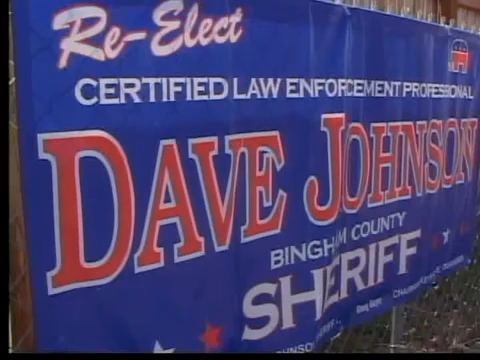 Re-Elect
CERTIFIED LAW ENFORCEMENT PROFESSIONAL
DAVE JOHNSON
BINGHAM COUNTY
SHERIFF